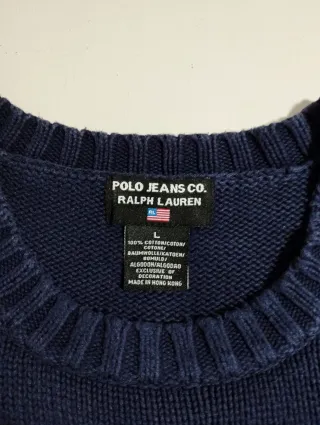 POLO JEANS CO.
RALPH LAUREN
RL
L
100% COTTON/COTON/
COTONE/
BAUMWOLLE/KATOEN/
BOMULD/
ALGODON/ALGODAO
EXCLUSIVE OF
DECORATION
MADE IN HONG KONG